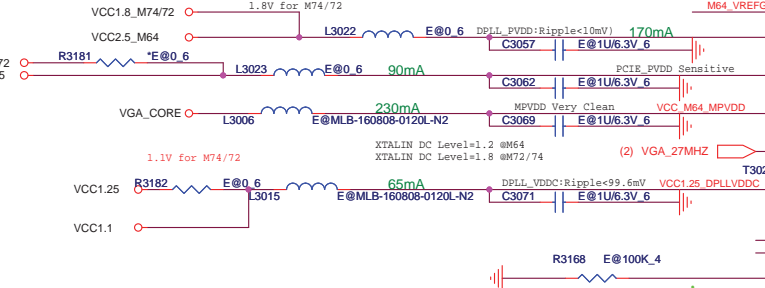 1.8V for M74/72
M64_VREFG
VCC1.8_M74/72
VCC2.5_M64
L3022
E@0_6
DPLL_PVDD:Ripple<10mV)
170mA
C3057
E@1U/6.3V_6
72
R3181
*E@0_6
5
L3023
E@0_6
90mA
PCIE_PVDD Sensitive
C3062
E@1U/6.3V_6
VGA_CORE
L3006
230mA
E@MLB-160808-0120L-N2
MPVDD Very Clean
VCC_M64_MPVDD
C3069
E@1U/6.3V_6
XTALIN DC Level=1.2 @M64
XTALIN DC Level=1.8 @M72/74
(2) VGA_27MHZ
1.1V for M74/72
T302
VCC1.25
R3182
E@0_6
L3015
65mA
E@MLB-160808-0120L-N2
DPLL_VDDC:Ripple<99.6mV
VCC1.25_DPLLVDDC
C3071
E@1U/6.3V_6
VCC1.1
R3168
E@100K_4